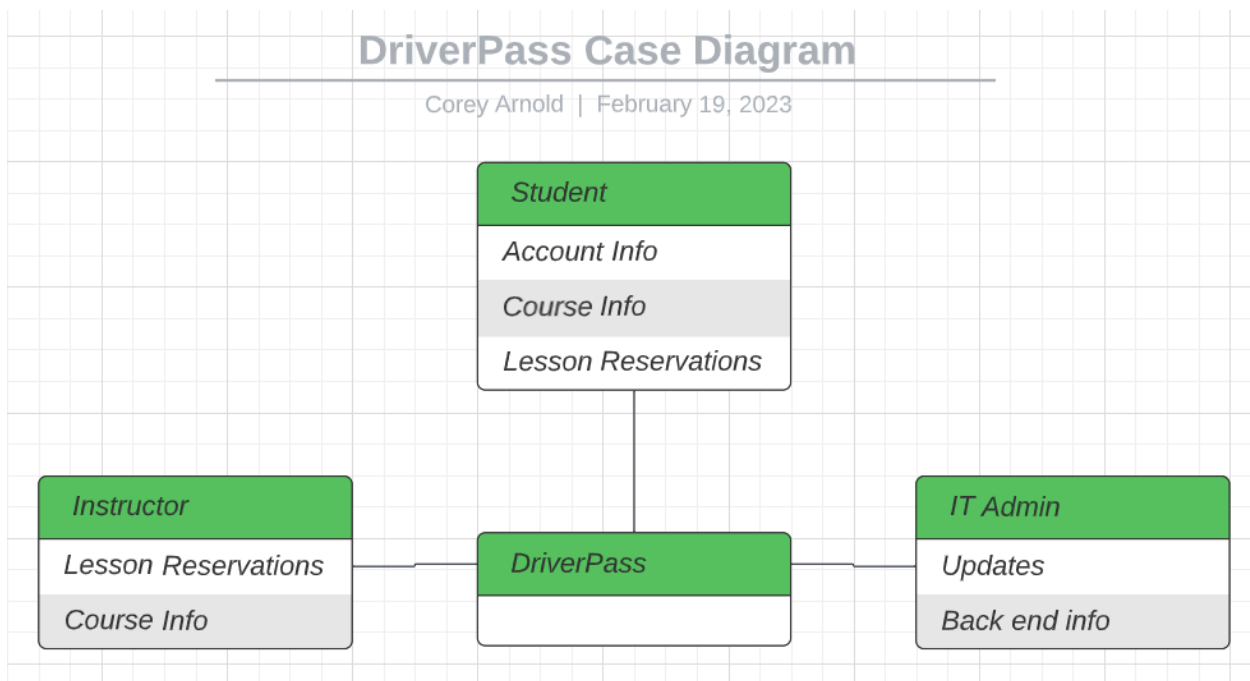 DriverPass Case Diagram
Corey Arnold | February 19, 2023
Student
Account Info
Course Info
Lesson Reservations
Instructor
Lesson Reservations
Course Info
DriverPass
IT Admin
Updates
Back end info